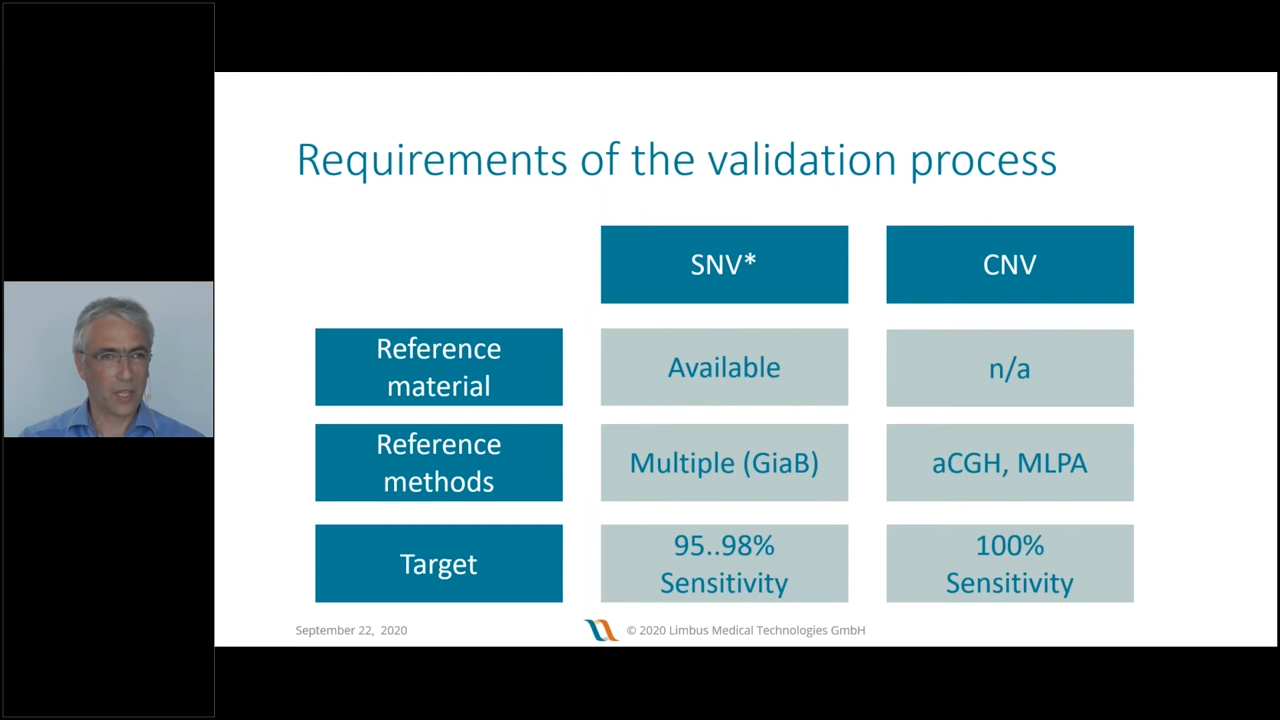 Requirements of the validation process
SNV*
CNV
Reference
material
Available
n/a
Reference
methods
Multiple (GiaB)
aCGH, MLPA
Target
95..98%
Sensitivity
100%
Sensitivity
September 22, 2020
© 2020 Limbus Medical Technologies GmbH